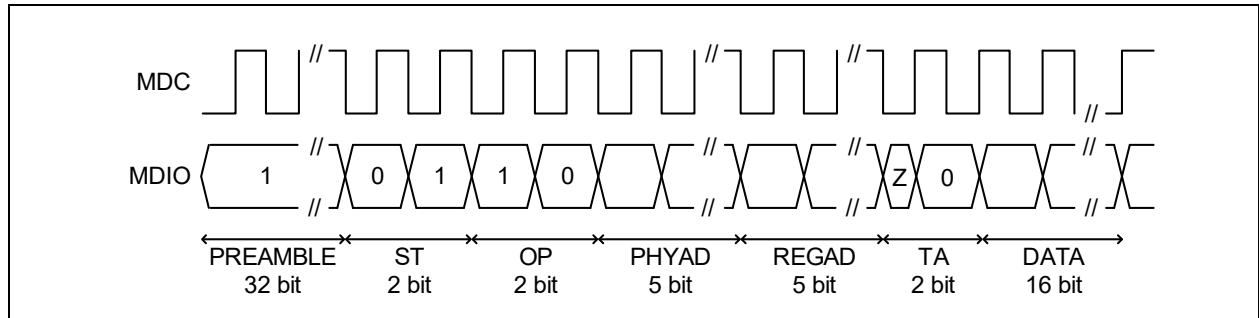 MDC // // // //
MDIO 1 // 0 1 1 0 // // Z 0 //
// // // //
PREAMBLE ST OP PHYAD REGAD TA DATA
32 bit 2 bit 2 bit 5 bit 5 bit 2 bit 16 bit